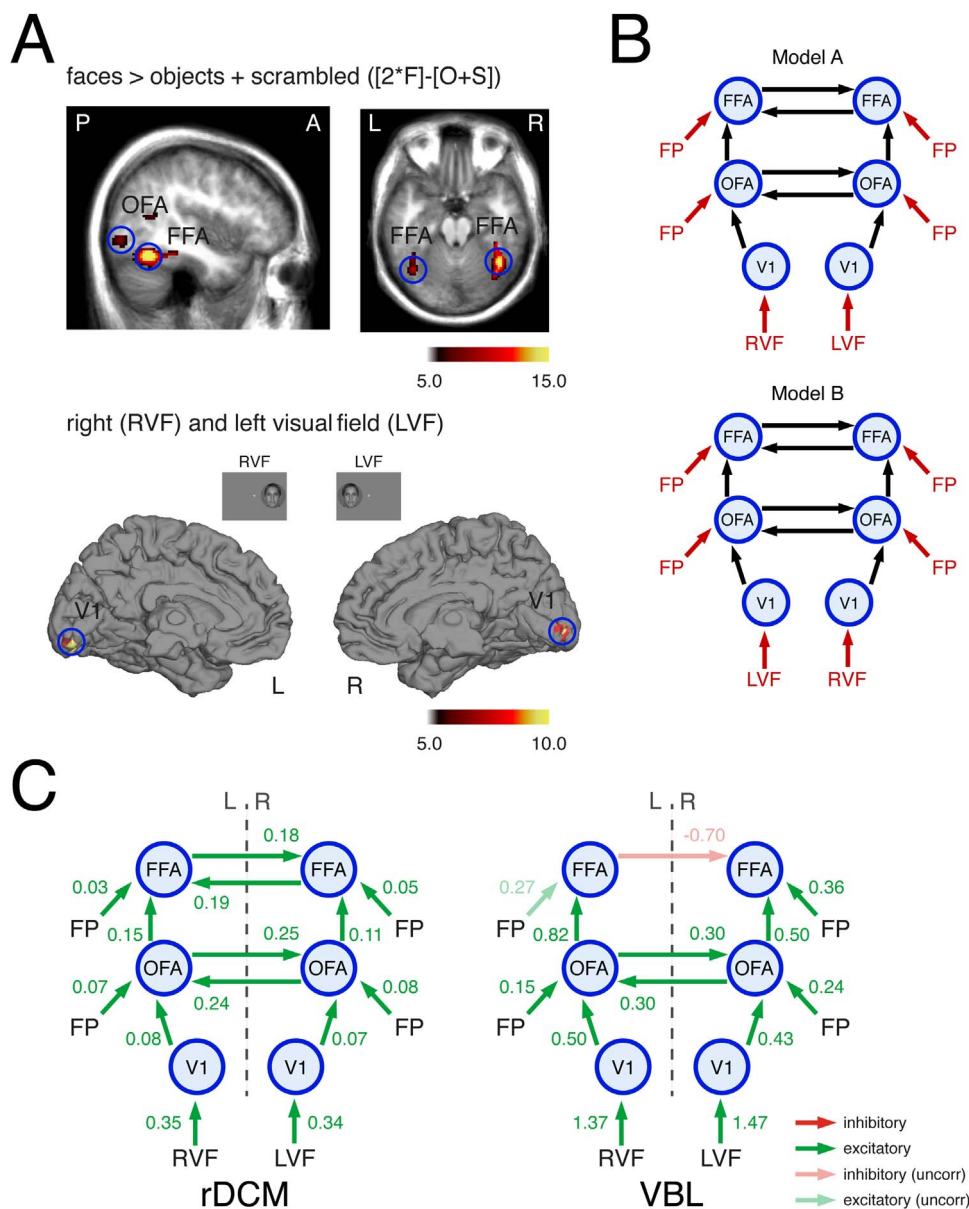 A
faces > objects + scrambled ([2*F]-[O+S])
P A
L R
OFA
FFA
FFA FFA
5.0 15.0
right (RVF) and left visual field (LVF)
RVF LVF
V1 V1
L R
5.0 10.0
B
Model A
FFA FFA
FP FP
OFA OFA
FP FP
V1 V1
RVF LVF
Model B
FFA FFA
FP FP
OFA OFA
FP FP
V1 V1
LVF RVF
C
L R
0.18
FFA FFA
0.03 0.19 0.05
FP FP
0.15 0.25 0.11
OFA OFA
0.07 0.24 0.08
FP FP
0.08 0.07
V1 V1
0.35 0.34
RVF LVF
rDCM
L R
-0.70
FFA FFA
0.27 0.36
FP FP
0.82 0.30 0.50
OFA OFA
0.15 0.30 0.24
FP FP
0.50 0.43
V1 V1
1.37 1.47
RVF LVF
VBL
inhibitory
excitatory
inhibitory (uncorr)
excitatory (uncorr)